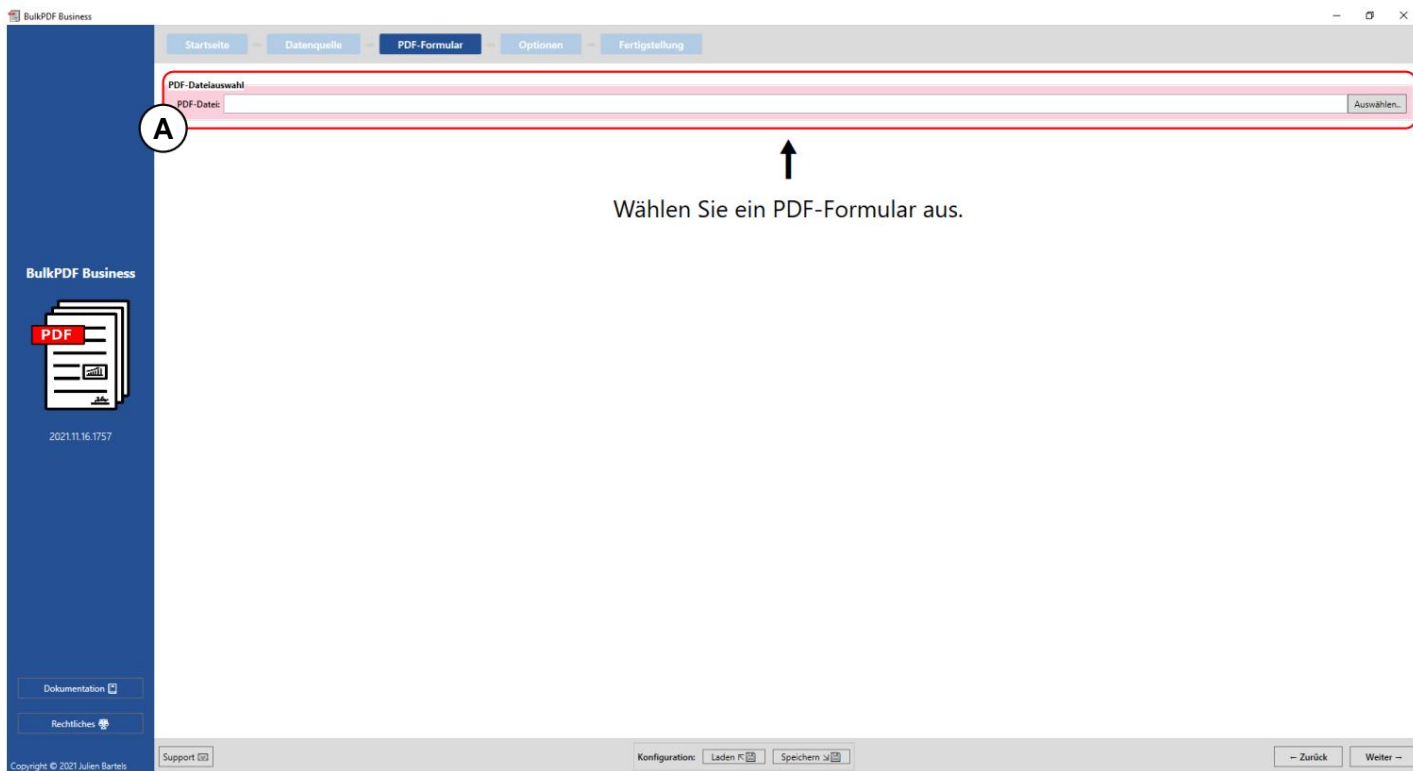 BulkPDF Business
Startseite
Datenquelle
PDF-Formular
Optionen
Fertigstellung
PDF-Dateiauswahl
PDF-Datei:
Auswählen..
A
Wählen Sie ein PDF-Formular aus.
BulkPDF Business
PDF
2021.11.16.1757
Dokumentation
Rechtliches
Copyright © 2021 Julien Bartels
Support
Konfiguration: Laden Speichern
← Zurück Weiter →